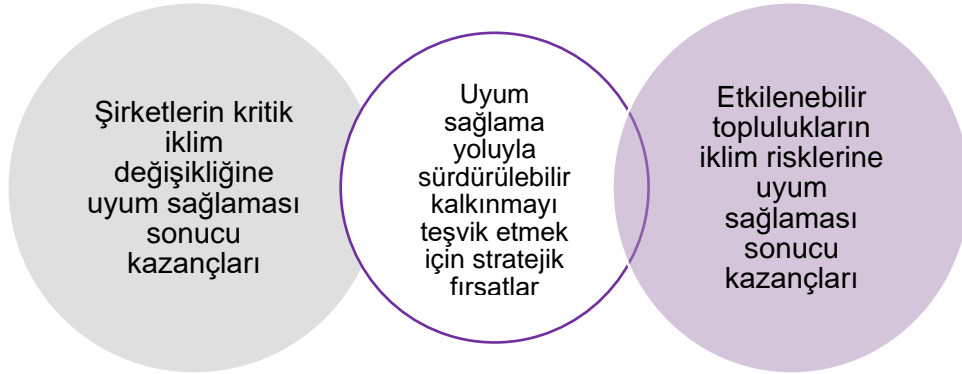 Şirketlerin kritik
iklim
değişikliğine
uyum sağlaması
sonucu
kazançları
Uyum
sağlama
yoluyla
sürdürülebilir
kalkınmayı
teşvik etmek
için stratejik
fırsatlar
Etkilenebilir
toplulukların
iklim risklerine
uyum
sağlaması
sonucu
kazançları